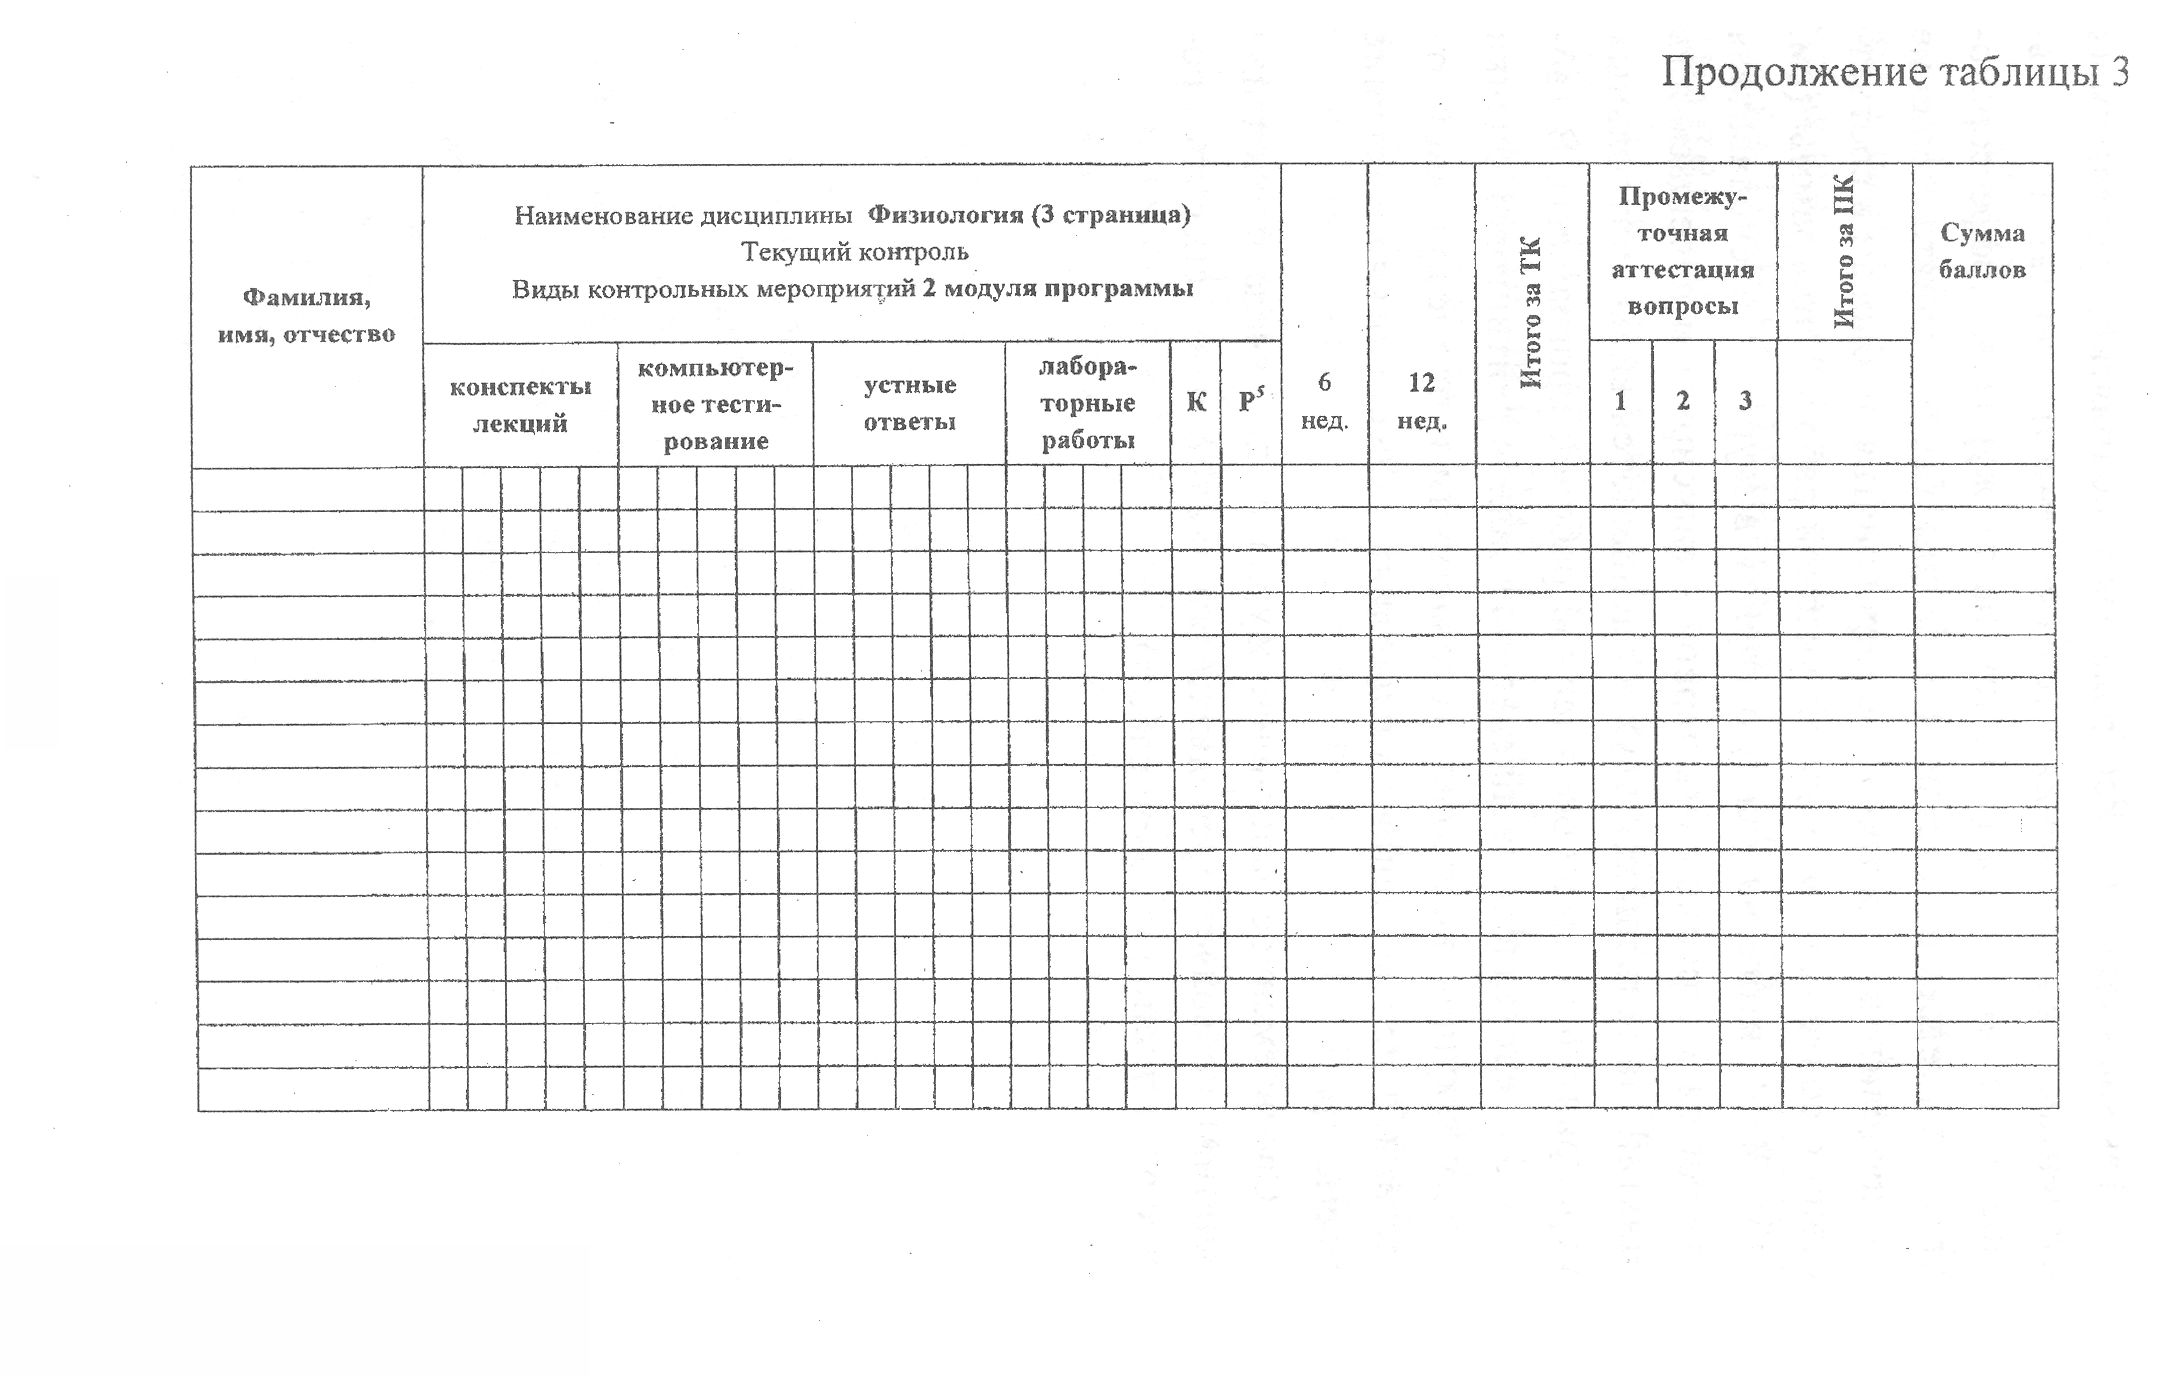 Продолжение таблицы 3
Фамилия,
имя, отчество
Наименование дисциплины Физиология (3 страница)
Текущий контроль
Виды контрольных мероприятий 2 модуля программы
конспекты
лекций
компьютер-
ное тести-
рование
устные
ответы
лабора-
торные
работы
К
Р⁵
6
нед.
12
нед.
Итого за ТК
Промежу-
точная
аттестация
вопросы
1
2
3
Итого за ПК
Сумма
баллов